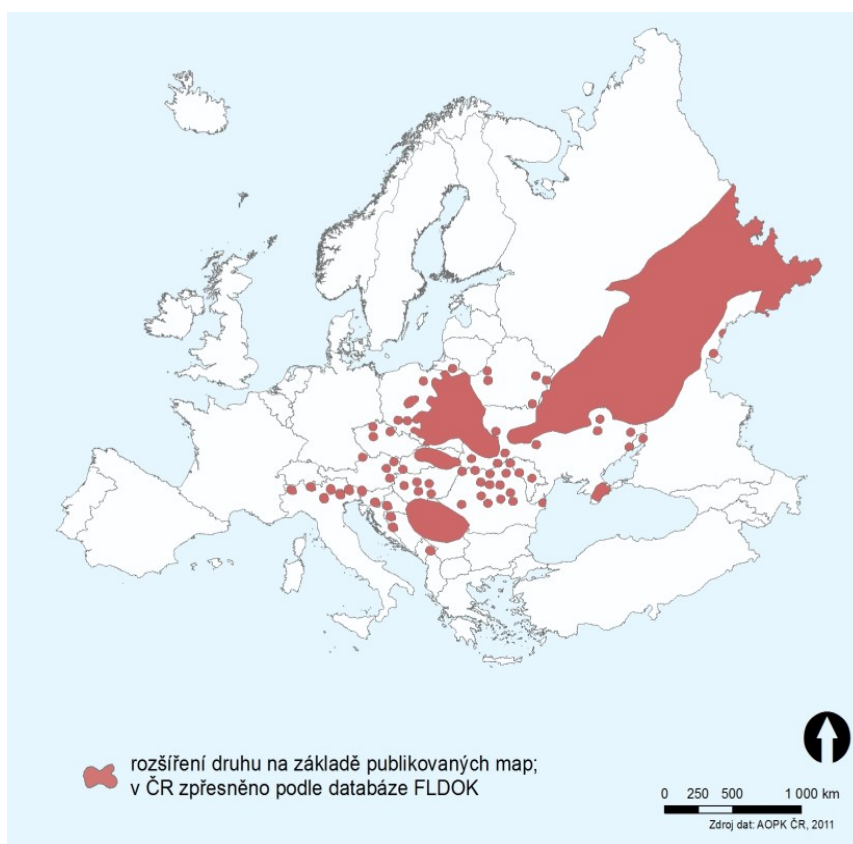 rozšíření druhu na základě publikovaných map;
v ČR zpřesněno podle databáze FLDOK
0 250 500 1 000 km
Zdroj dat: AOPK ČR, 2011